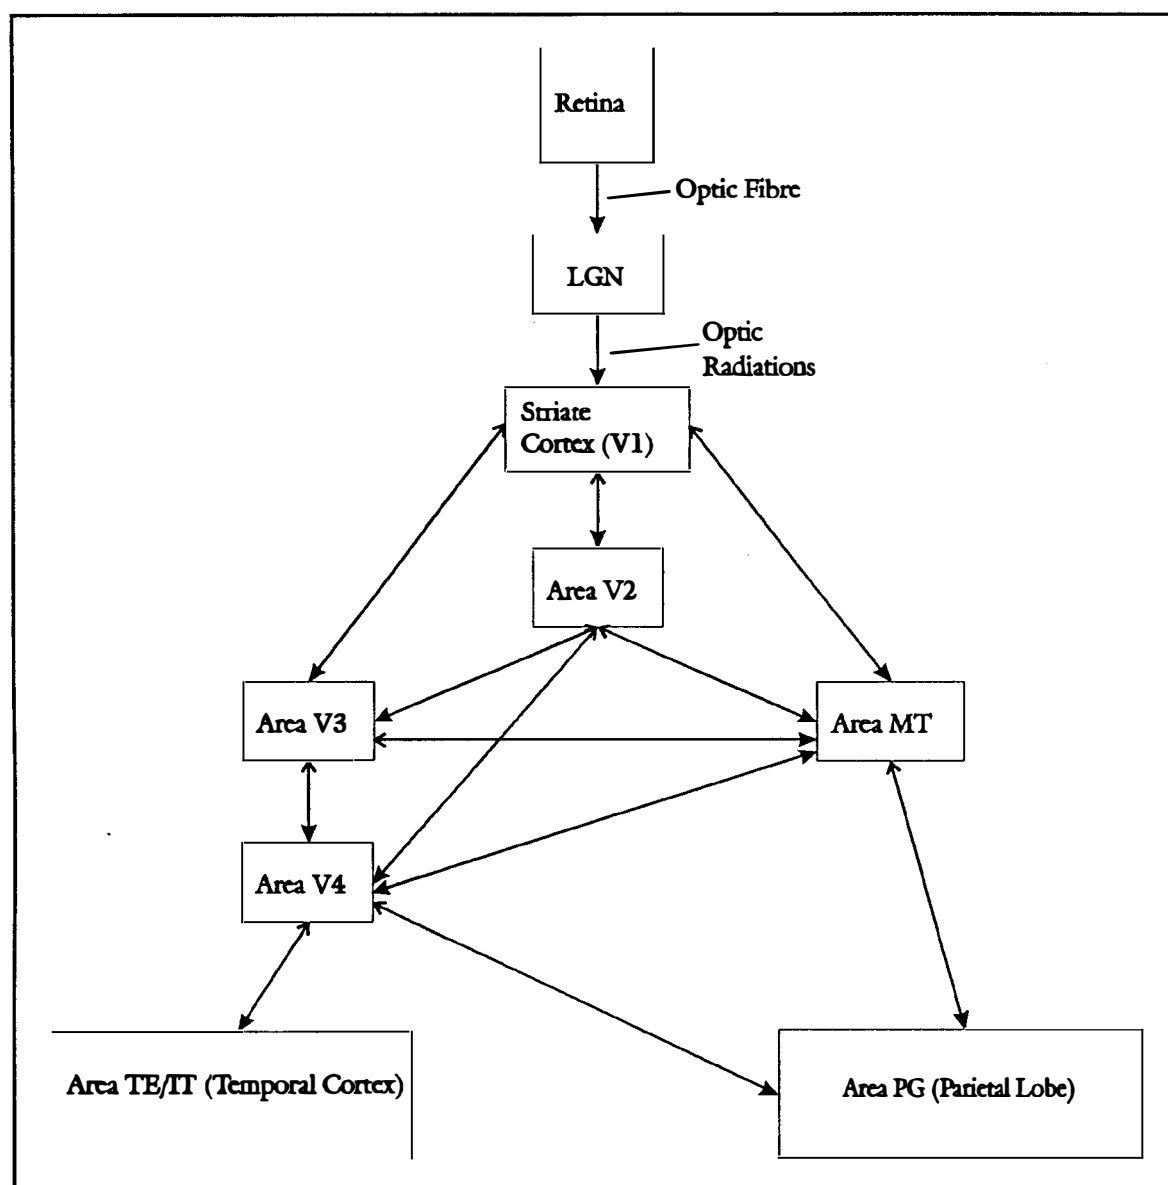 Retina
Optic Fibre
LGN
Optic
Radiations
Striate
Cortex (V1)
Area V2
Area V3
Area MT
Area V4
Area TE/IT (Temporal Cortex)
Area PG (Parietal Lobe)